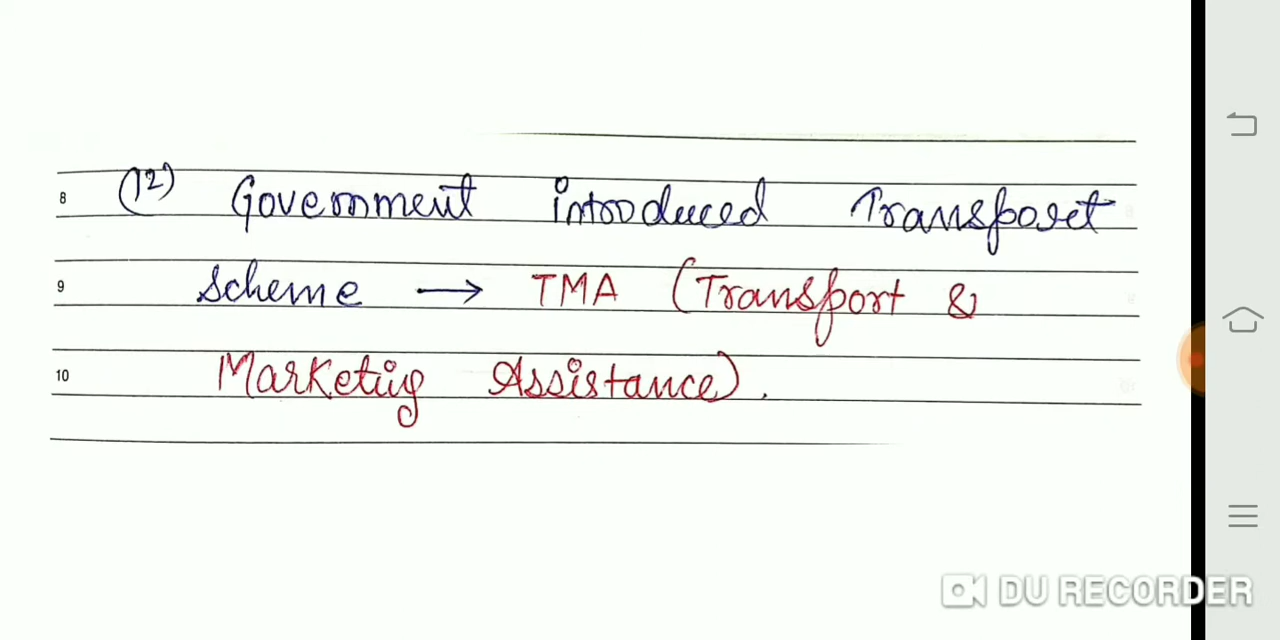 8 (12) Government introduced Transport
9 scheme → TMA (Transport &
10 Marketing Assistance).
DU RECORDER